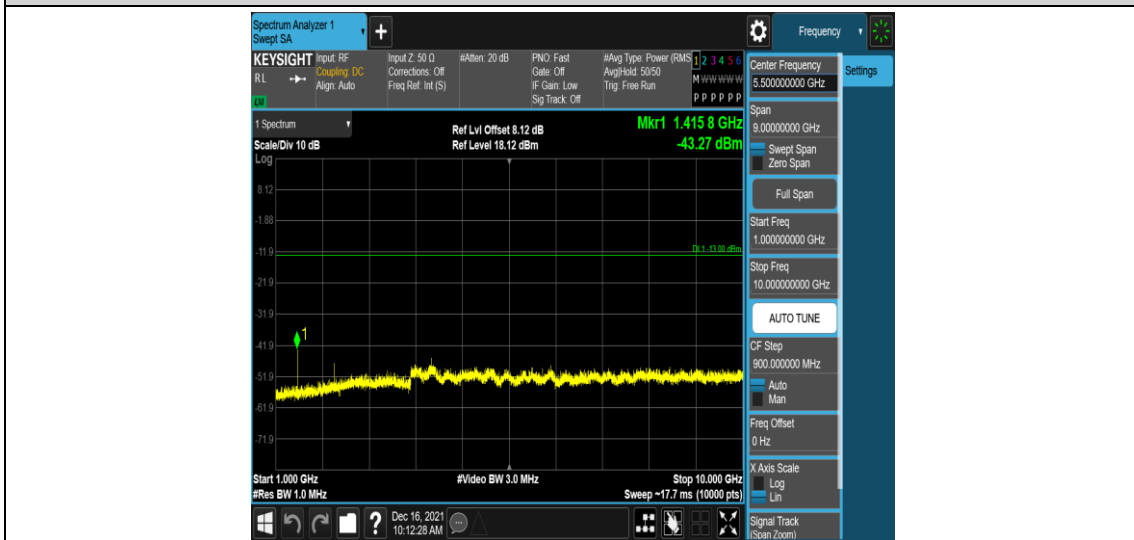 Spectrum Analyzer 1
Swept SA
+
Frequency
KEYSIGHT
RL
LXI
Input: RF
Coupling: DC
Align: Auto
Input Z: 50 Ω
Corrections: Off
Freq Ref: Int (S)
#Atten: 20 dB
PNO: Fast
Gate: Off
IF Gain: Low
Sig Track: Off
#Avg Type: Power (RMS
Avg|Hold: 50/50
Trig: Free Run
1 2 3 4 5 6
M W W W W W
P P P P P P
Center Frequency
5.500000000 GHz
Settings
1 Spectrum
Scale/Div 10 dB
Ref Lvl Offset 8.12 dB
Ref Level 18.12 dBm
Mkr1 1.415 8 GHz
-43.27 dBm
Log
8.12
-1.88
-11.9
-21.9
-31.9
-41.9
-51.9
-61.9
-71.9
DL1 -13.00 dBm
1
Start 1.000 GHz
#Res BW 1.0 MHz
#Video BW 3.0 MHz
Stop 10.000 GHz
Sweep ~17.7 ms (10000 pts)
Span
9.00000000 GHz
Swept Span
Zero Span
Full Span
Start Freq
1.000000000 GHz
Stop Freq
10.000000000 GHz
AUTO TUNE
CF Step
900.000000 MHz
Auto
Man
Freq Offset
0 Hz
X Axis Scale
Log
Lin
Signal Track
(Span Zoom)
?
Dec 16, 2021
10:12:28 AM